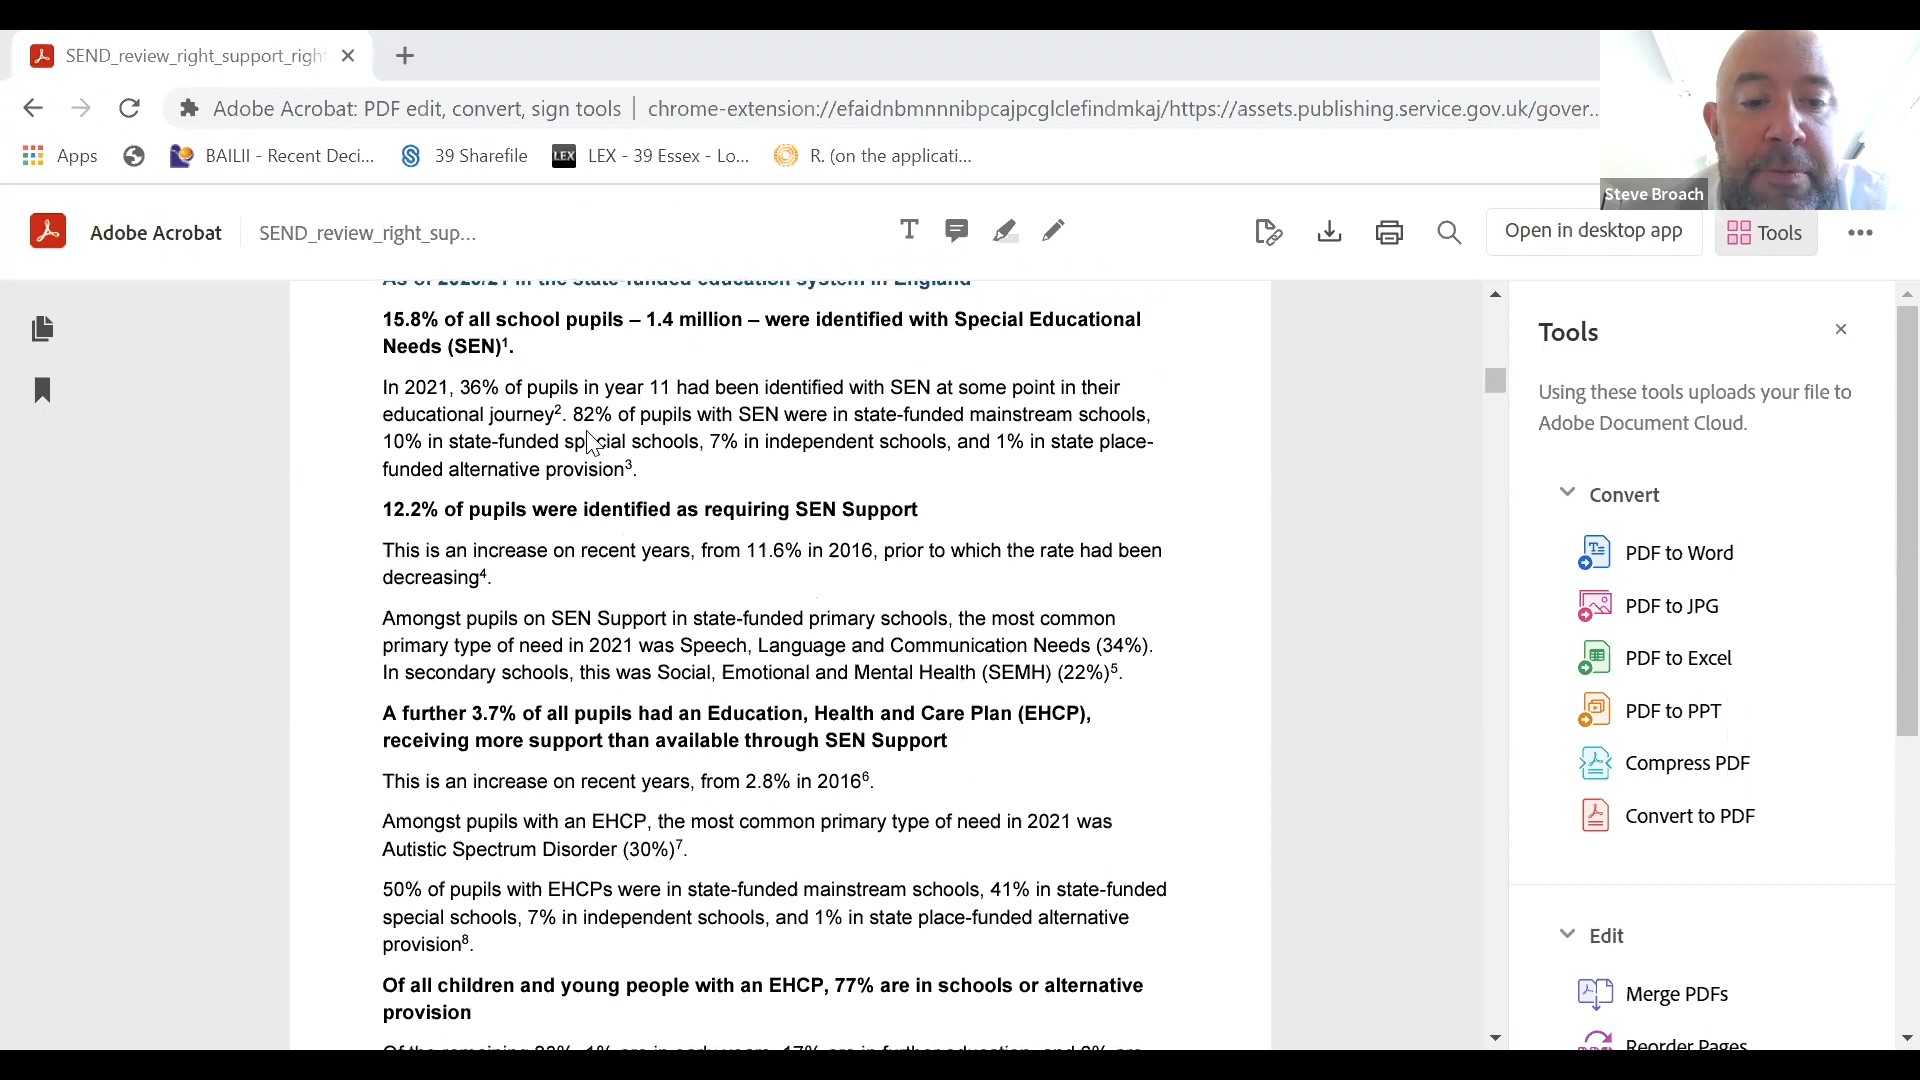 SEND_review_right_support_righ
Adobe Acrobat: PDF edit, convert, sign tools | chrome-extension://efaidnbmnnnibpcajpcglclefindmkaj/https://assets.publishing.service.gov.uk/gover...
Apps
BAILII - Recent Deci...
39 Sharefile
LEX
LEX - 39 Essex - Lo...
R. (on the applicati...
Steve Broach
Adobe Acrobat
SEND_review_right_sup...
Open in desktop app
Tools
As of 2020/21 in the state-funded education system in England
15.8% of all school pupils – 1.4 million – were identified with Special Educational
Needs (SEN)¹.
In 2021, 36% of pupils in year 11 had been identified with SEN at some point in their
educational journey². 82% of pupils with SEN were in state-funded mainstream schools,
10% in state-funded special schools, 7% in independent schools, and 1% in state place-
funded alternative provision³.
12.2% of pupils were identified as requiring SEN Support
This is an increase on recent years, from 11.6% in 2016, prior to which the rate had been
decreasing⁴.
Amongst pupils on SEN Support in state-funded primary schools, the most common
primary type of need in 2021 was Speech, Language and Communication Needs (34%).
In secondary schools, this was Social, Emotional and Mental Health (SEMH) (22%)⁵.
A further 3.7% of all pupils had an Education, Health and Care Plan (EHCP),
receiving more support than available through SEN Support
This is an increase on recent years, from 2.8% in 2016⁶.
Amongst pupils with an EHCP, the most common primary type of need in 2021 was
Autistic Spectrum Disorder (30%)⁷.
50% of pupils with EHCPs were in state-funded mainstream schools, 41% in state-funded
special schools, 7% in independent schools, and 1% in state place-funded alternative
provision⁸.
Of all children and young people with an EHCP, 77% are in schools or alternative
provision
Tools
Using these tools uploads your file to
Adobe Document Cloud.
Convert
PDF to Word
PDF to JPG
PDF to Excel
PDF to PPT
Compress PDF
Convert to PDF
Edit
Merge PDFs
Reorder Pages